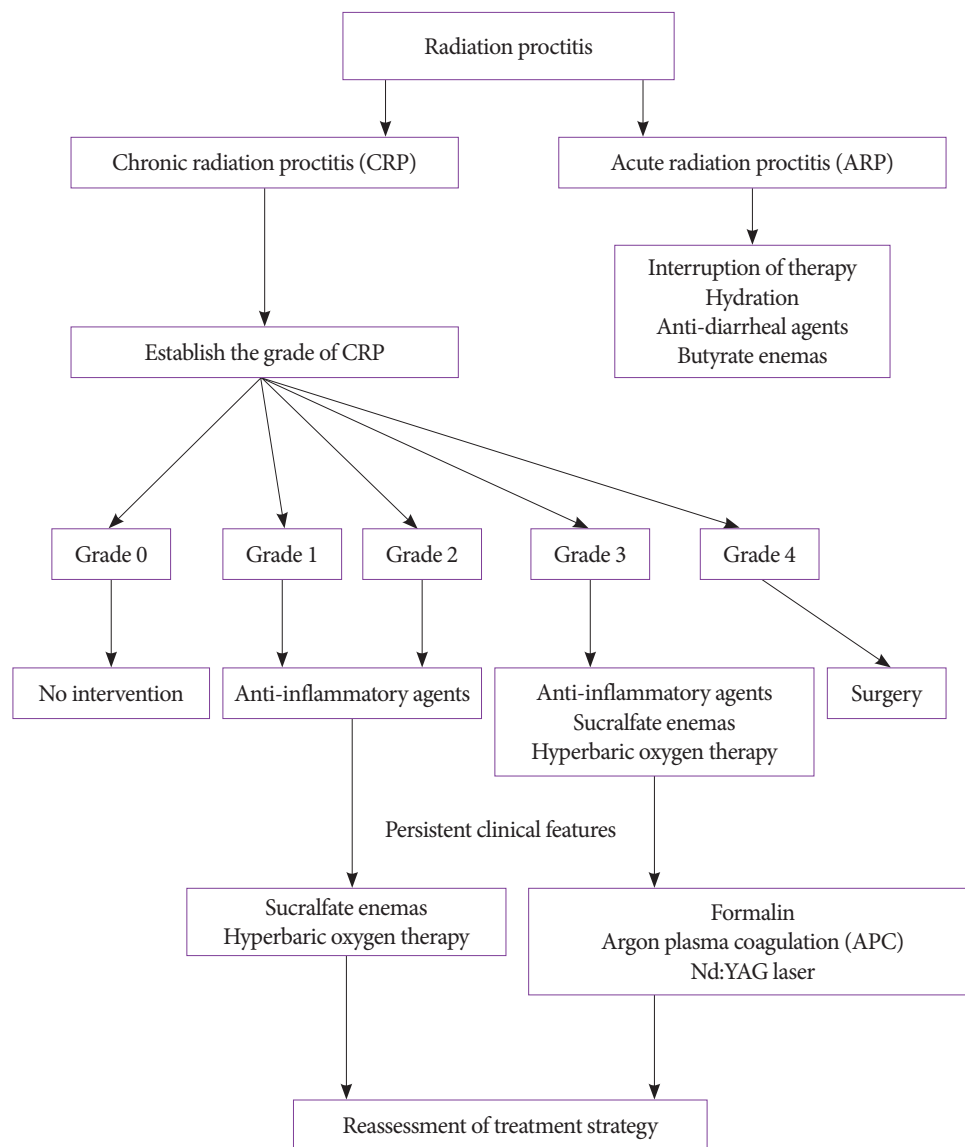 Radiation proctitis
Chronic radiation proctitis (CRP)
Acute radiation proctitis (ARP)
Interruption of therapy
Hydration
Anti-diarrheal agents
Butyrate enemas
Establish the grade of CRP
Grade 0
Grade 1
Grade 2
Grade 3
Grade 4
No intervention
Anti-inflammatory agents
Anti-inflammatory agents
Sucralfate enemas
Hyperbaric oxygen therapy
Surgery
Persistent clinical features
Sucralfate enemas
Hyperbaric oxygen therapy
Formalin
Argon plasma coagulation (APC)
Nd:YAG laser
Reassessment of treatment strategy